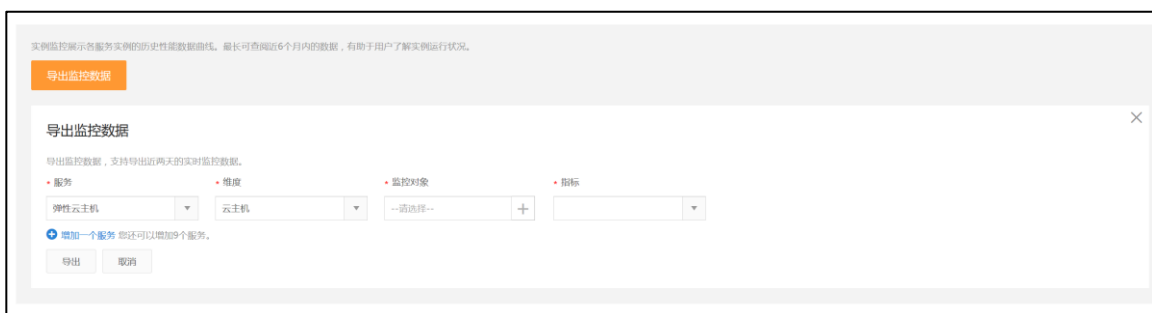 实例监控展示各服务实例的历史性能数据曲线。最长可查阅近6个月内的数据，有助于用户了解实例运行状况。
导出监控数据
导出监控数据
导出监控数据，支持导出近两天的实时监控数据。
• 服务 • 维度 • 监控对象 • 指标
弹性云主机 云主机 --请选择--
增加一个服务 您还可以增加9个服务。
导出 取消